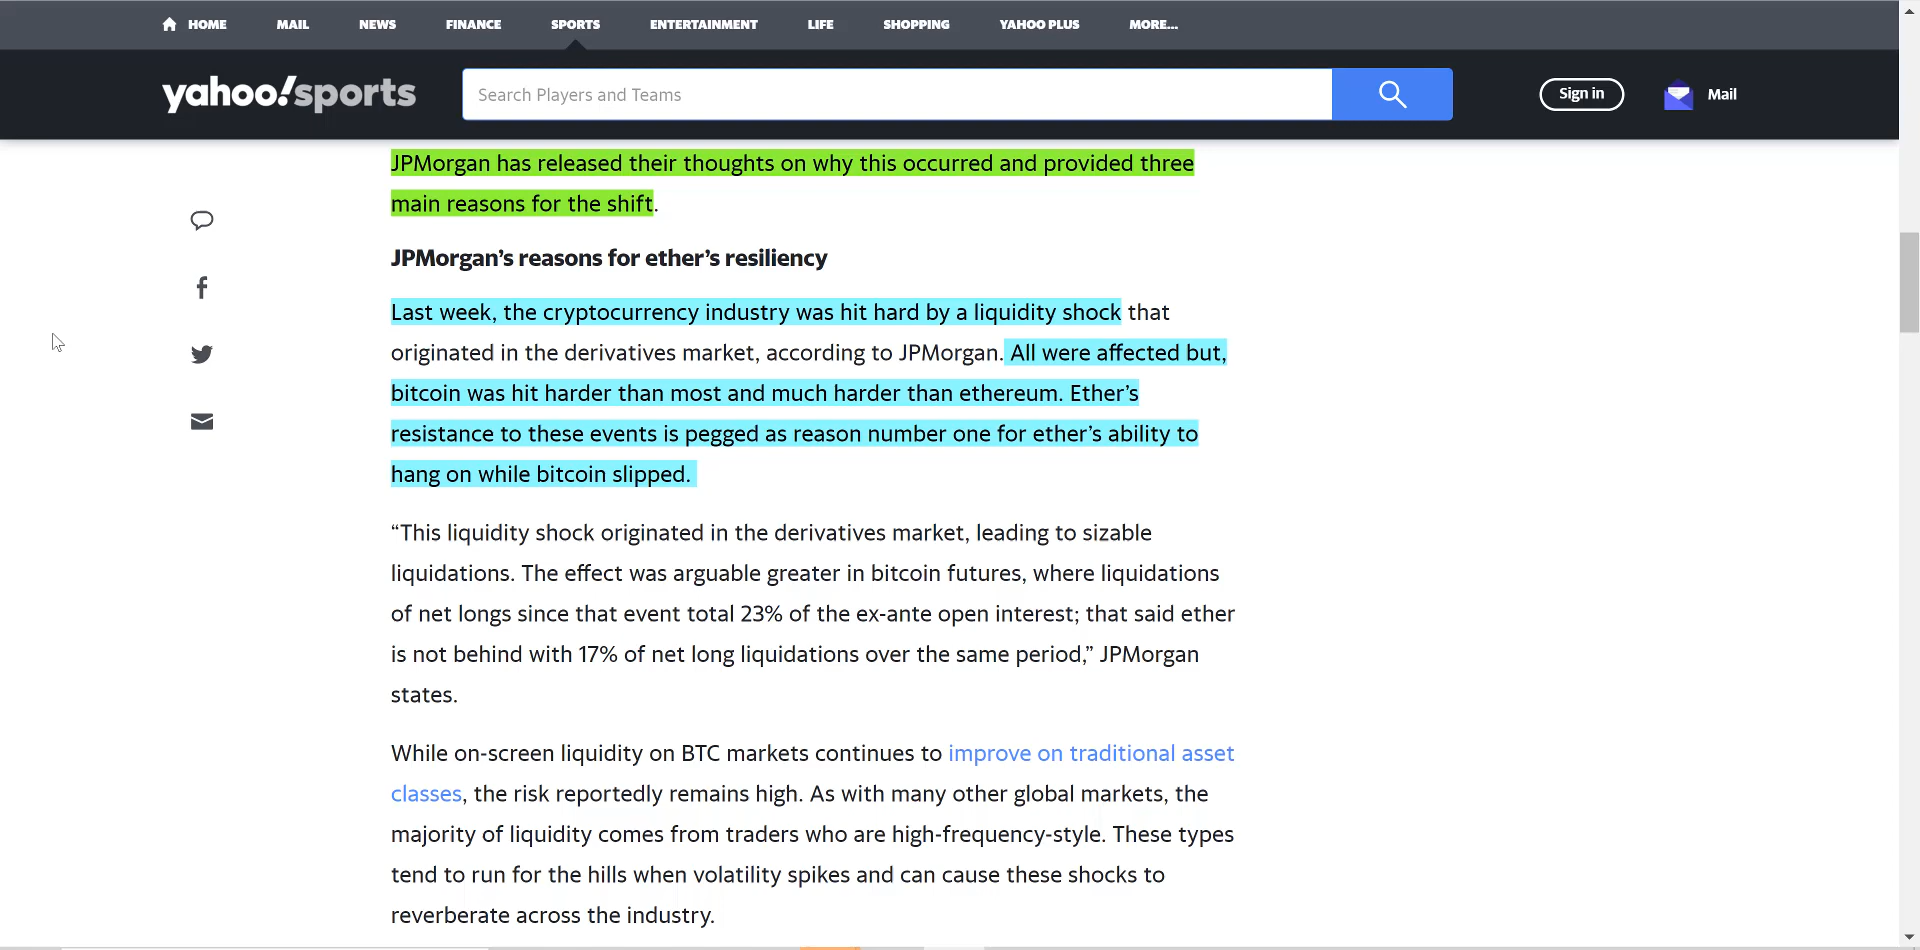 HOME MAIL NEWS FINANCE SPORTS ENTERTAINMENT LIFE SHOPPING YAHOO PLUS MORE...
yahoo!sports Search Players and Teams Sign in Mail
JPMorgan has released their thoughts on why this occurred and provided three
main reasons for the shift.
JPMorgan’s reasons for ether’s resiliency
Last week, the cryptocurrency industry was hit hard by a liquidity shock that
originated in the derivatives market, according to JPMorgan. All were affected but,
bitcoin was hit harder than most and much harder than ethereum. Ether’s
resistance to these events is pegged as reason number one for ether’s ability to
hang on while bitcoin slipped.
“This liquidity shock originated in the derivatives market, leading to sizable
liquidations. The effect was arguable greater in bitcoin futures, where liquidations
of net longs since that event total 23% of the ex-ante open interest; that said ether
is not behind with 17% of net long liquidations over the same period,” JPMorgan
states.
While on-screen liquidity on BTC markets continues to improve on traditional asset
classes, the risk reportedly remains high. As with many other global markets, the
majority of liquidity comes from traders who are high-frequency-style. These types
tend to run for the hills when volatility spikes and can cause these shocks to
reverberate across the industry.